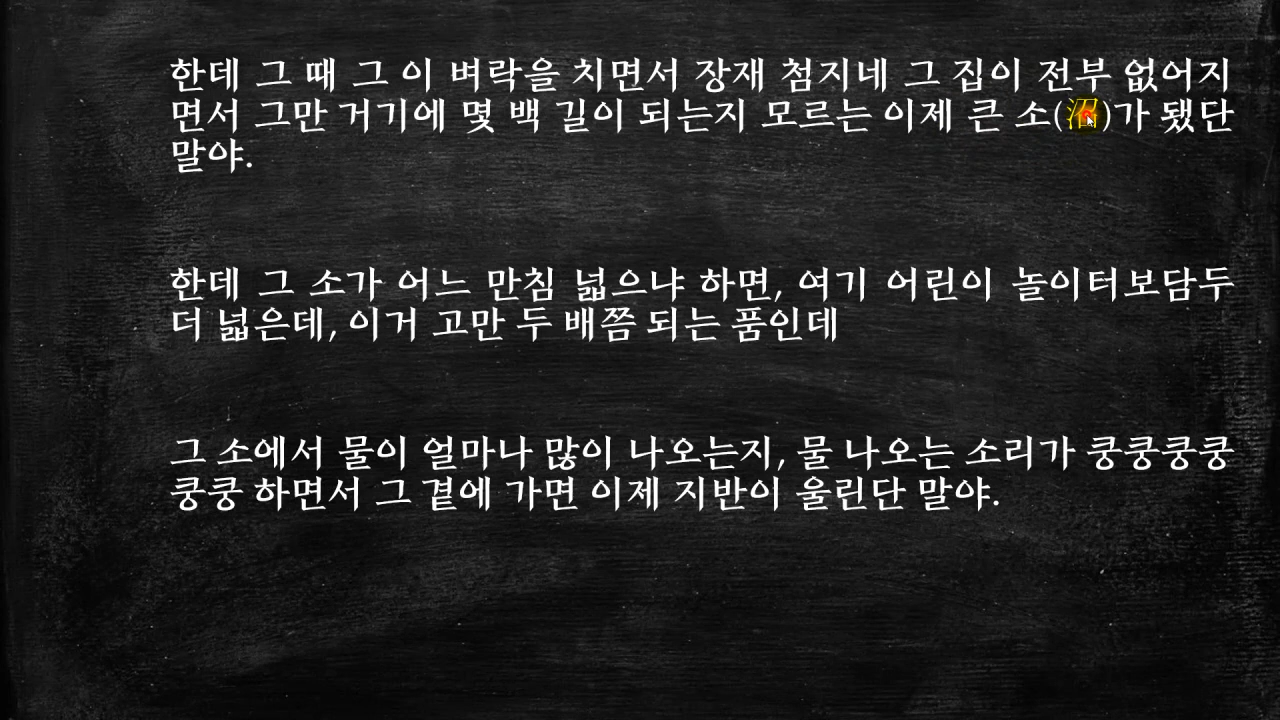 한데 그 때 그 이 벼락을 치면서 장재 첨지네 그 집이 전부 없어지
면서 그만 거기에 몇 백 길이 되는지 모르는 이제 큰 소(沼)가 됐단
말야.
한데 그 소가 어느 만침 넓으냐 하면, 여기 어린이 놀이터보담두
더 넓은데, 이거 고만 두 배쯤 되는 품인데
그 소에서 물이 얼마나 많이 나오는지, 물 나오는 소리가 쿵쿵쿵쿵
쿵쿵 하면서 그 곁에 가면 이제 지반이 울린단 말야.